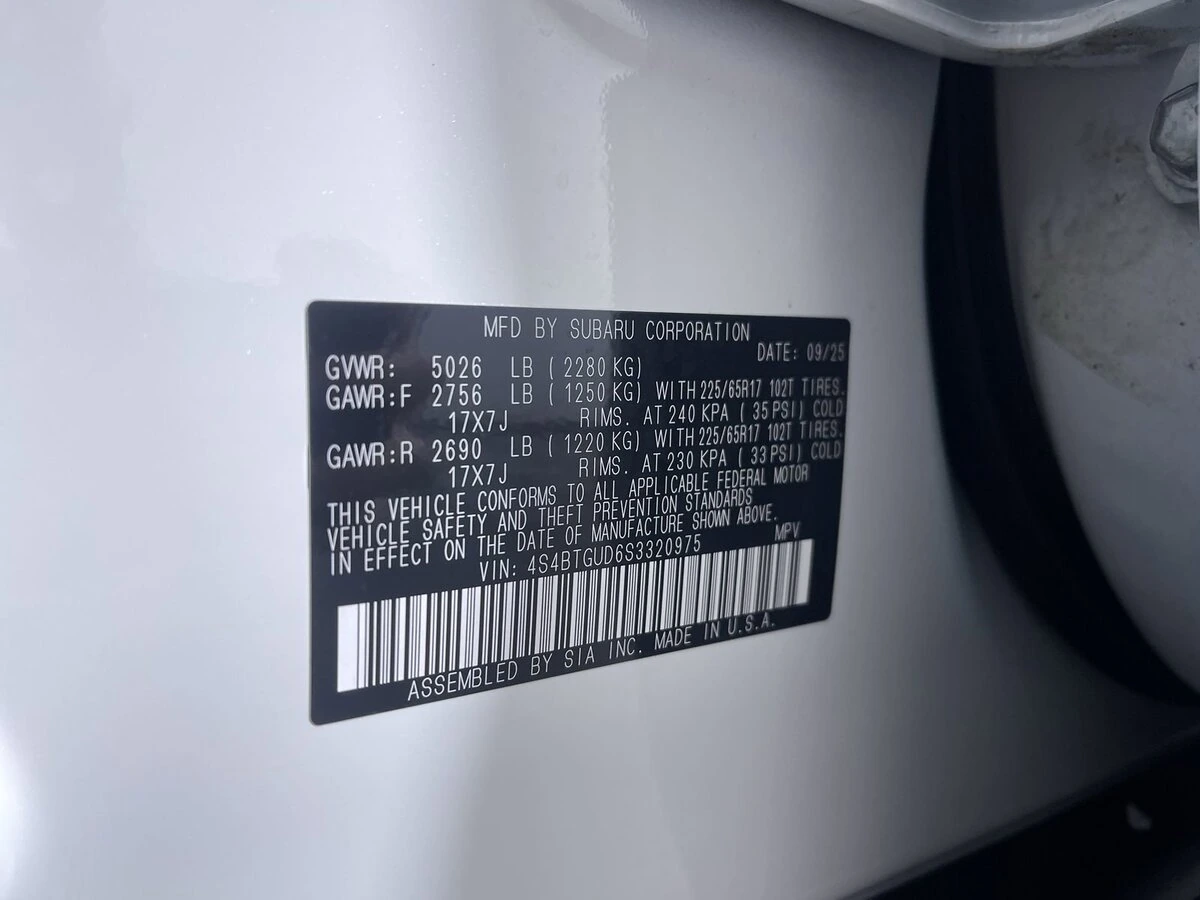 MFD BY SUBARU CORPORATION
DATE: 09/25
GVWR: 5026 LB ( 2280 KG)
GAWR:F 2756 LB ( 1250 KG) WITH 225/65R17 102T TIRES.
17X7J RIMS. AT 240 KPA ( 35 PSI) COLD
GAWR:R 2690 LB ( 1220 KG) WITH 225/65R17 102T TIRES.
17X7J RIMS. AT 230 KPA ( 33 PSI) COLD
THIS VEHICLE CONFORMS TO ALL APPLICABLE FEDERAL MOTOR
VEHICLE SAFETY AND THEFT PREVENTION STANDARDS
IN EFFECT ON THE DATE OF MANUFACTURE SHOWN ABOVE.
VIN: 4S4BTGUD6S3320975 MPV
ASSEMBLED BY SIA INC. MADE IN U.S.A.